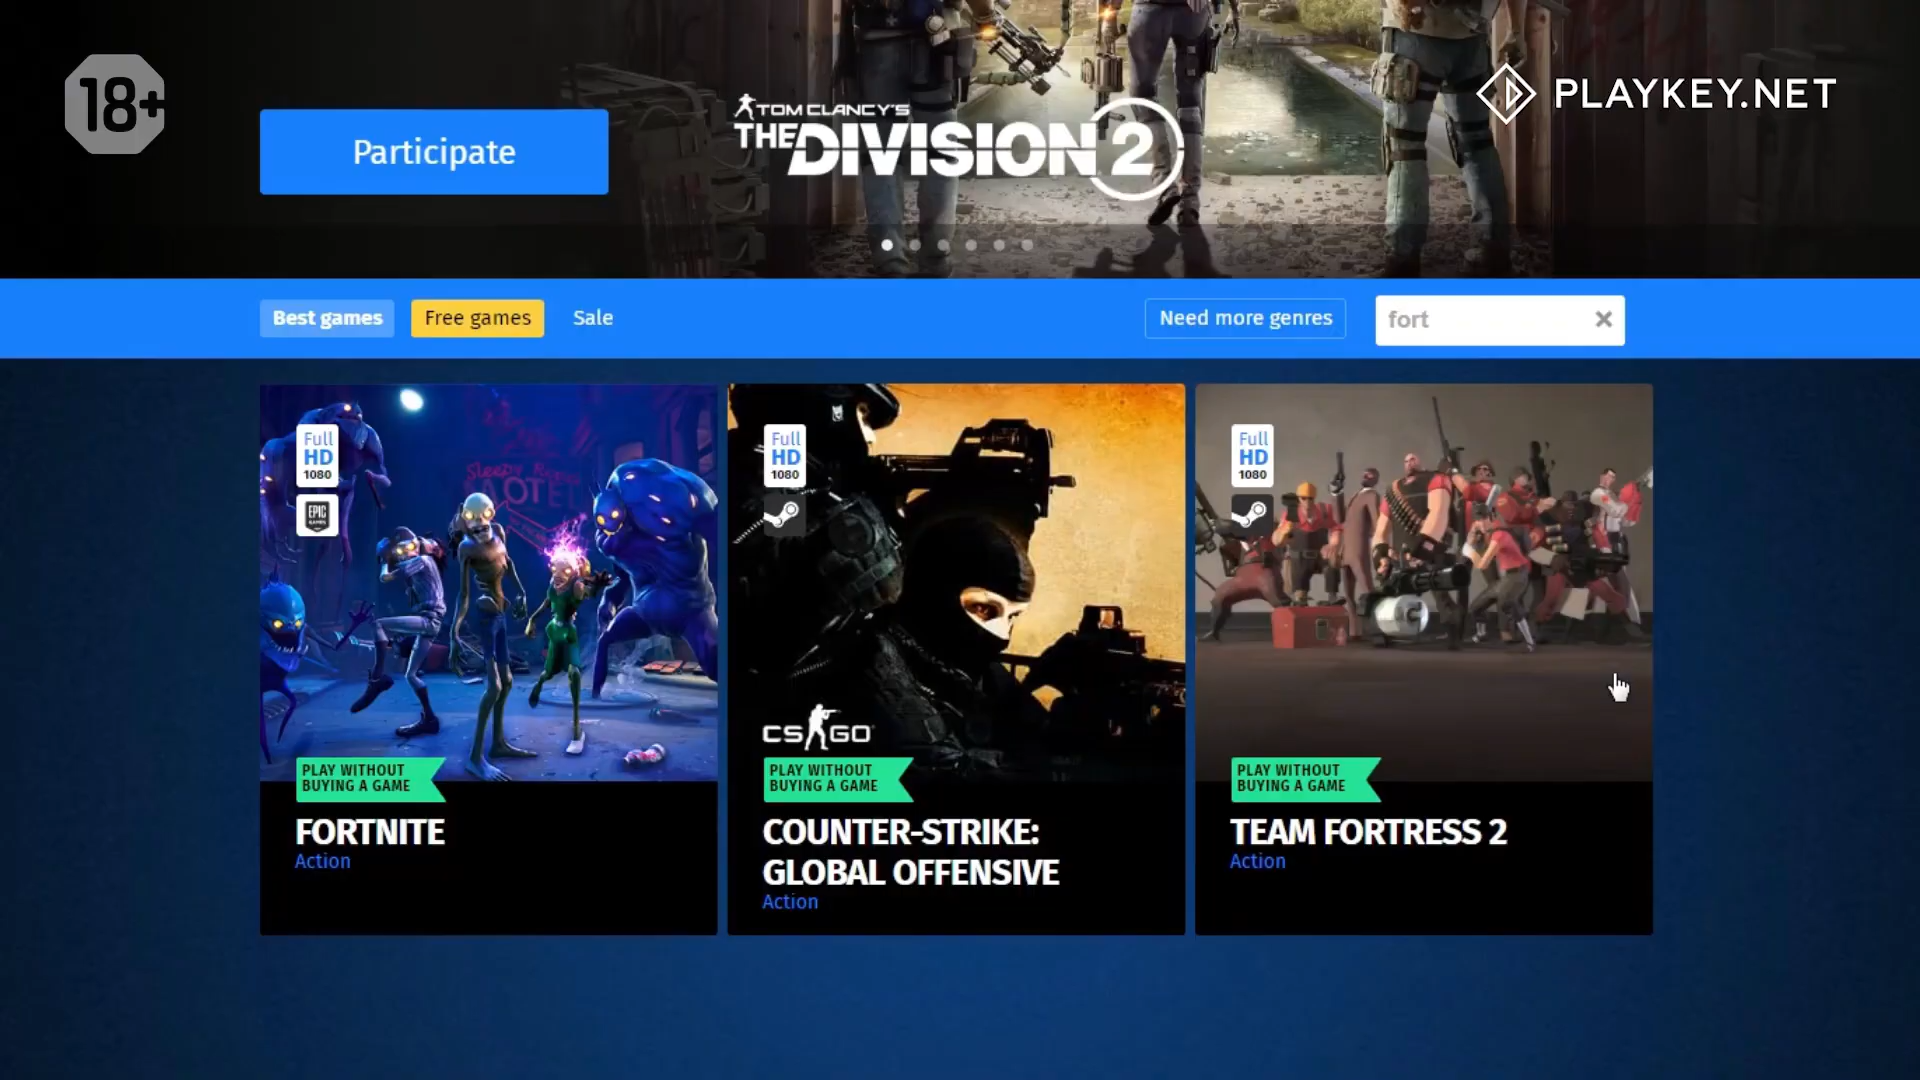 18+
PLAYKEY.NET
TOM CLANCY'S
THE DIVISION 2
Participate
Best games
Free games
Sale
Need more genres
fort
Full
HD
1080
EPIC
GAMES
PLAY WITHOUT
BUYING A GAME
FORTNITE
Action
Full
HD
1080
CS GO
PLAY WITHOUT
BUYING A GAME
COUNTER-STRIKE:
GLOBAL OFFENSIVE
Action
Full
HD
1080
PLAY WITHOUT
BUYING A GAME
TEAM FORTRESS 2
Action